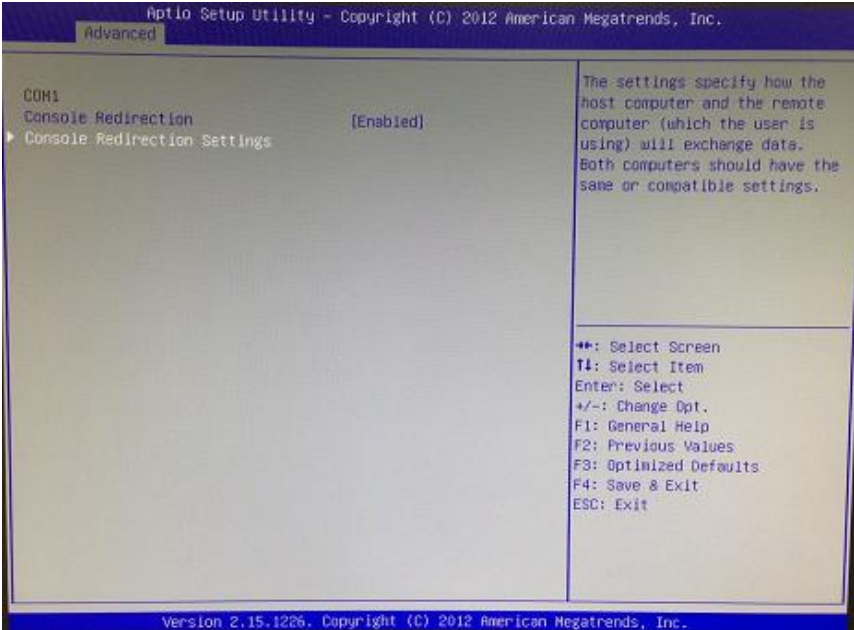 Aptio Setup Utility – Copyright (C) 2012 American Megatrends, Inc.
Advanced
COM1
Console Redirection [Enabled]
Console Redirection Settings
The settings specify how the
host computer and the remote
computer (which the user is
using) will exchange data.
Both computers should have the
same or compatible settings.
→←: Select Screen
↑↓: Select Item
Enter: Select
+/-: Change Opt.
F1: General Help
F2: Previous Values
F3: Optimized Defaults
F4: Save & Exit
ESC: Exit
Version 2.15.1226. Copyright (C) 2012 American Megatrends, Inc.